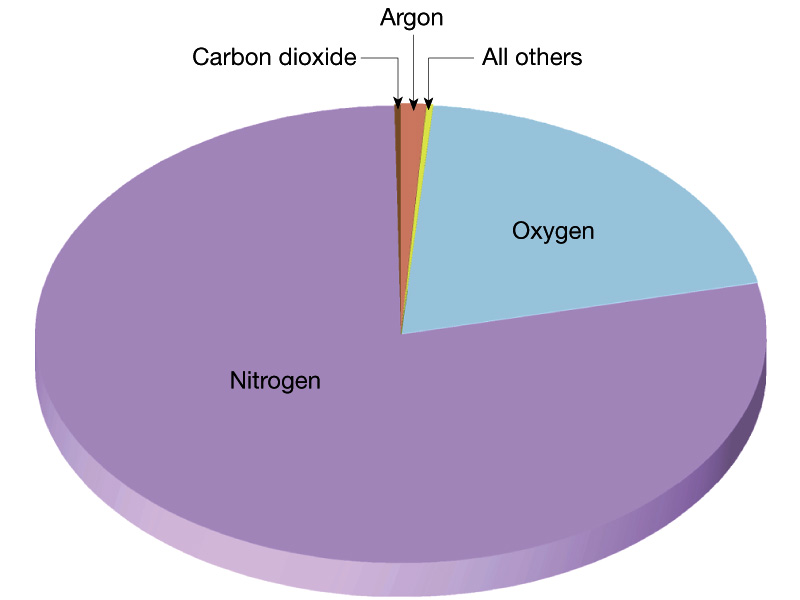 Argon
Carbon dioxide
All others
Oxygen
Nitrogen